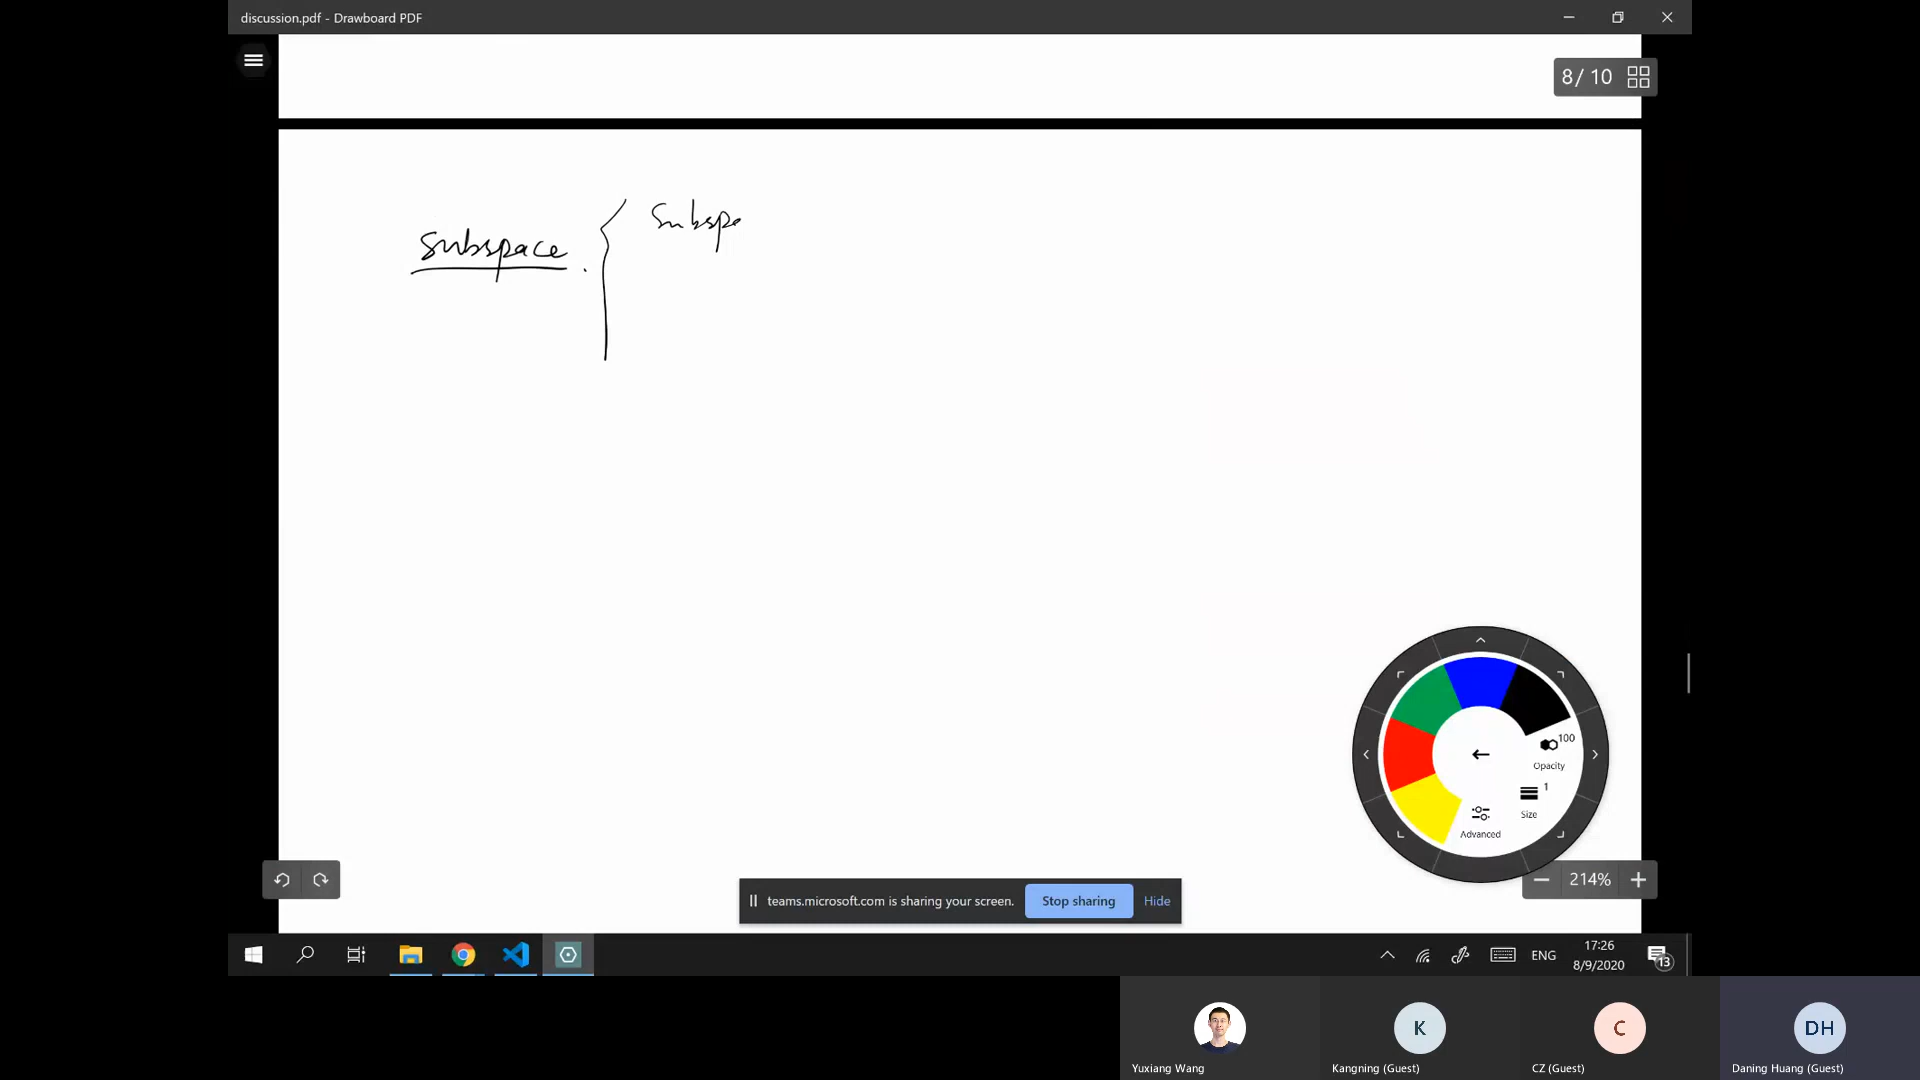 discussion.pdf - Drawboard PDF
8 / 10
subspace .
Subspa
100
Opacity
1
Size
Advanced
214%
teams.microsoft.com is sharing your screen.
Stop sharing
Hide
ENG
17:26
8/9/2020
13
K
C
DH
Yuxiang Wang
Kangning (Guest)
CZ (Guest)
Daning Huang (Guest)